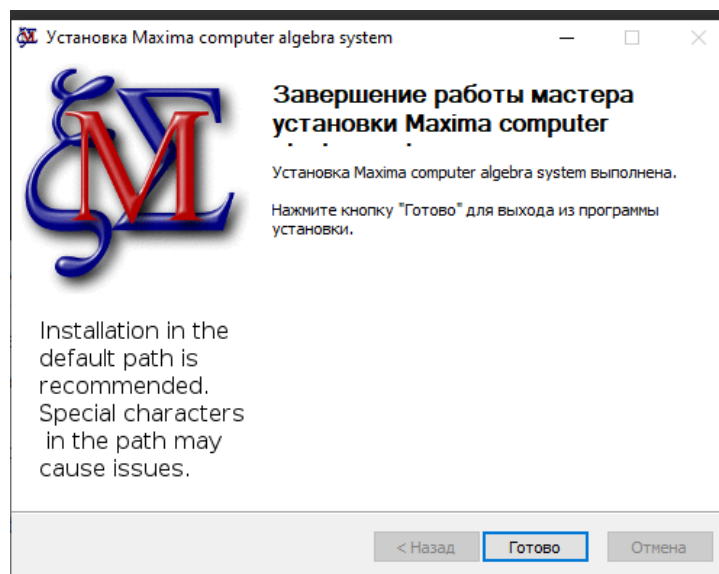 Установка Maxima computer algebra system
Завершение работы мастера
установки Maxima computer
Установка Maxima computer algebra system выполнена.
Нажмите кнопку "Готово" для выхода из программы
установки.
Installation in the
default path is
recommended.
Special characters
in the path may
cause issues.
< Назад Готово Отмена